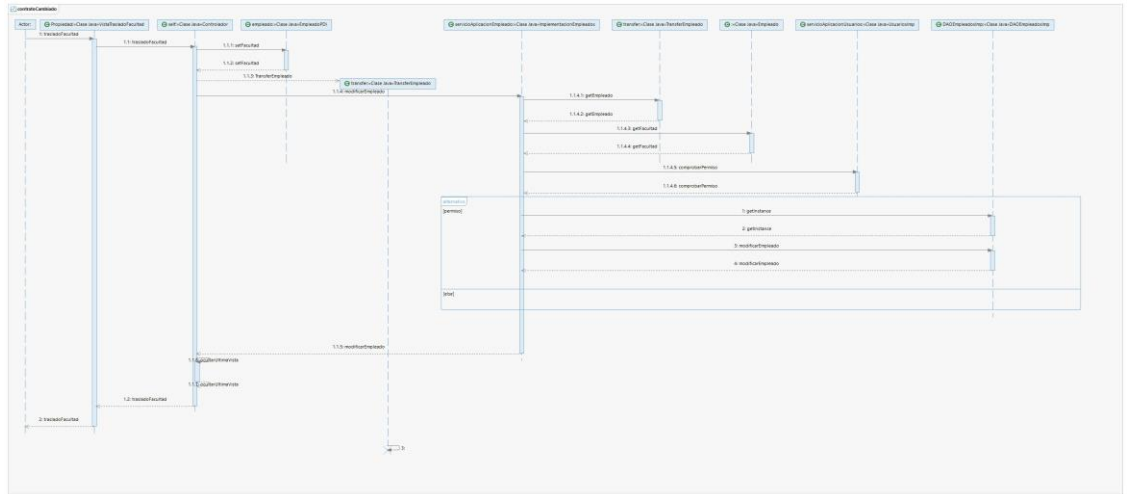 contratoCambiado
Actor:
Propiedad:<Clase Java>VistaTrasladoFacultad
self:<Clase Java>Controlador
empleado:<Clase Java>EmpleadoPDI
servicioAplicacionEmpleado:<Clase Java>ImplementacionEmpleados
transfer:<Clase Java>TransferEmpleado
:<Clase Java>Empleado
servicioAplicacionUsuarios:<Clase Java>UsuarioImp
DAOEmpleadosImp:<Clase Java>DAOEmpleadosImp
1: trasladoFacultad
1.1: trasladoFacultad
1.1.1: setFacultad
1.1.2: setFacultad
1.1.3: TransferEmpleado
transfer:<Clase Java>TransferEmpleado
1.1.4: modificarEmpleado
1.1.4.1: getEmpleado
1.1.4.2: getEmpleado
1.1.4.3: getFacultad
1.1.4.4: getFacultad
1.1.4.5: comprobarPermiso
1.1.4.6: comprobarPermiso
alternative
[permiso]
1: getInstance
2: getInstance
3: modificarEmpleado
4: modificarEmpleado
[else]
1.1.5: modificarEmpleado
1.1.6: ocultarUltimaVista
1.1.7: ocultarUltimaVista
1.2: trasladoFacultad
2: trasladoFacultad